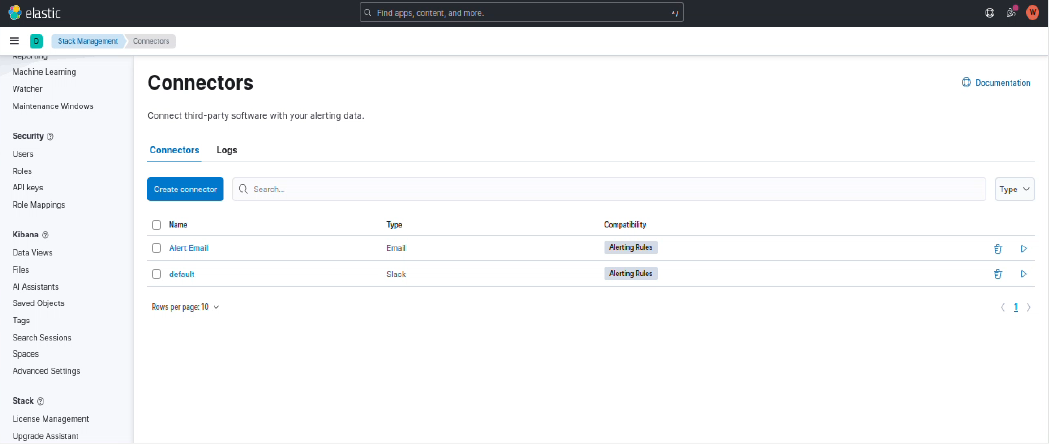 elastic
Find apps, content, and more.
^/
W
D
Stack Management
Connectors
Reporting
Machine Learning
Watcher
Maintenance Windows
Security
Users
Roles
API keys
Role Mappings
Kibana
Data Views
Files
AI Assistants
Saved Objects
Tags
Search Sessions
Spaces
Advanced Settings
Stack
License Management
Upgrade Assistant
Connectors
Documentation
Connect third-party software with your alerting data.
Connectors Logs
Create connector
Search...
Type
Name Type Compatibility
Alert Email Email Alerting Rules
default Slack Alerting Rules
Rows per page: 10
1